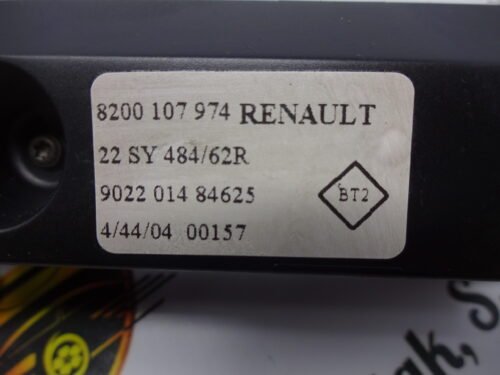 8200 107 974 RENAULT
22 SY 484/62R
9022 014 84625
BT2
4/44/04 00157